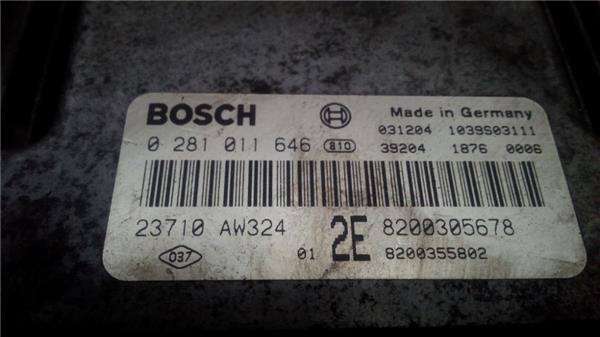 BOSCH
Made in Germany
031204 1039S03111
0 281 011 646 810
39204 1876 0006
23710 AW324 2E 8200305678
037 01 8200355802